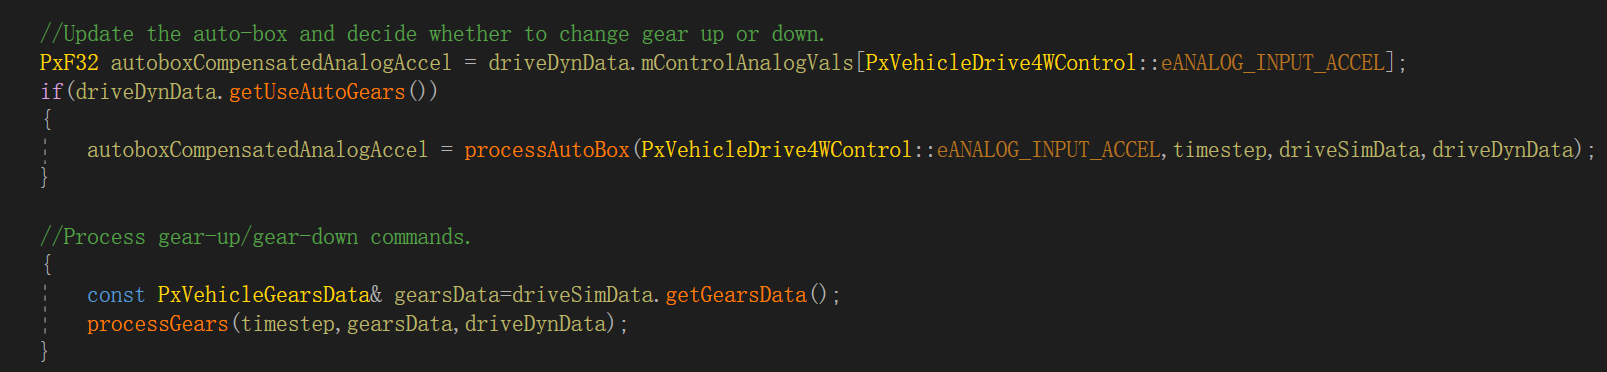 //Update the auto-box and decide whether to change gear up or down.
PxF32 autoboxCompensatedAnalogAccel = driveDynData.mControlAnalogVals[PxVehicleDrive4WControl::eANALOG_INPUT_ACCEL];
if(driveDynData.getUseAutoGears())
{
autoboxCompensatedAnalogAccel = processAutoBox(PxVehicleDrive4WControl::eANALOG_INPUT_ACCEL,timestep,driveSimData,driveDynData);
}
//Process gear-up/gear-down commands.
{
const PxVehicleGearsData& gearsData=driveSimData.getGearsData();
processGears(timestep,gearsData,driveDynData);
}